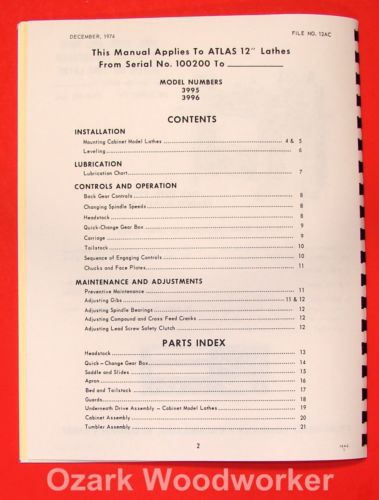 DECEMBER, 1974 FILE NO. 12AC
This Manual Applies To ATLAS 12" Lathes
From Serial No. 100200 To
MODEL NUMBERS
3995
3996
CONTENTS
INSTALLATION
Mounting Cabinet Model Lathes 4 & 5
Leveling 6
LUBRICATION
Lubrication Chart 7
CONTROLS AND OPERATION
Back Gear Controls 8
Changing Spindle Speeds 8
Headstock 8
Quick-Change Gear Box 9
Carriage 9
Tailstock 10
Sequence of Engaging Controls 10
Chucks and Face Plates 11
MAINTENANCE AND ADJUSTMENTS
Preventive Maintenance 11
Adjusting Gibs 11 & 12
Adjusting Spindle Bearings 12
Adjusting Compound and Cross Feed Cranks 12
Adjusting Lead Screw Safety Clutch 12
PARTS INDEX
Headstock 13
Quick-Change Gear Box 14
Saddle and Slides 15
Apron 16
Bed and Tailstock 17
Guards 18
Underneath Drive Assembly - Cabinet Model Lathes 19
Cabinet Assembly 20
Tumbler Assembly 21
2
Ozark Woodworker